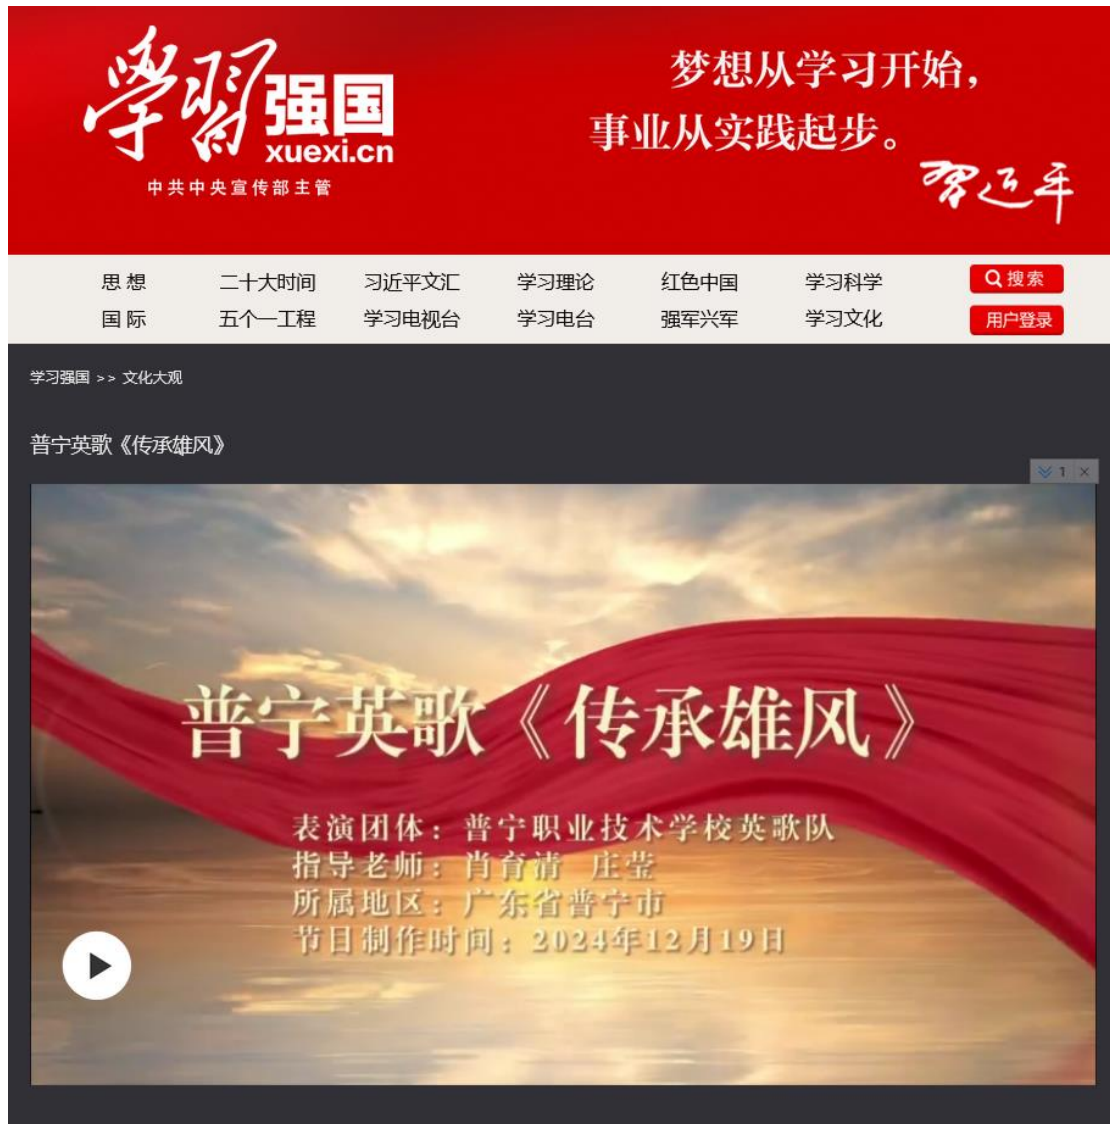 學習强国
xuexi.cn
中共中央宣传部主管
梦想从学习开始，
事业从实践起步。
习近平
思想 二十大时间 习近平文汇 学习理论 红色中国 学习科学 搜索
国际 五个一工程 学习电视台 学习电台 强军兴军 学习文化 用户登录
学习强国 >> 文化大观
普宁英歌《传承雄风》
1 ×
普宁英歌《传承雄风》
表演团体：普宁职业技术学校英歌队
指导老师：肖育清 庄莹
所属地区：广东省普宁市
节目制作时间：2024年12月19日